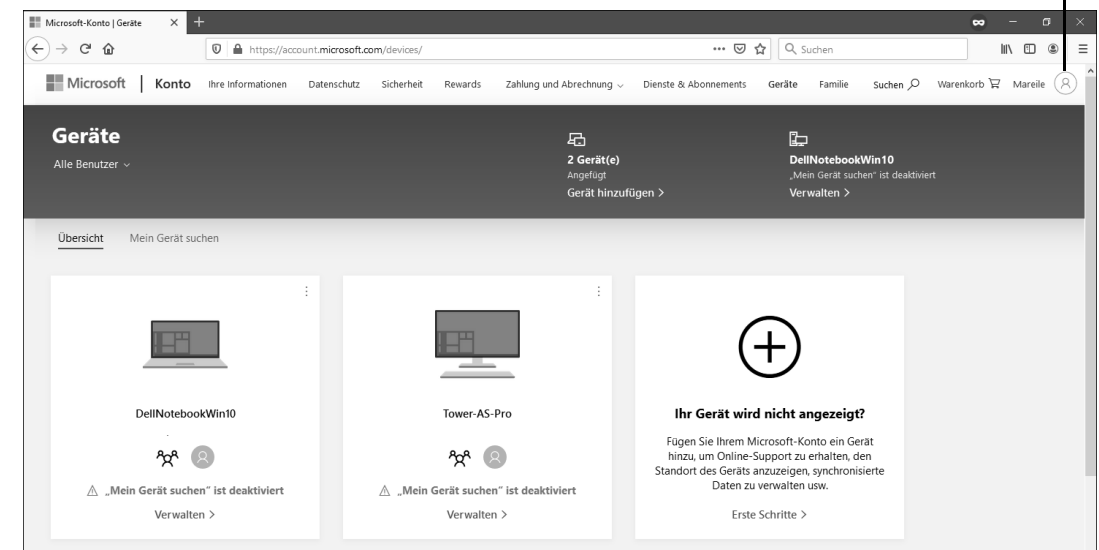 Microsoft-Konto | Geräte
https://account.microsoft.com/devices/
Suchen
Microsoft | Konto Ihre Informationen Datenschutz Sicherheit Rewards Zahlung und Abrechnung Dienste & Abonnements Geräte Familie Suchen Warenkorb Mareile
Geräte
Alle Benutzer
2 Gerät(e)
Angefügt
Gerät hinzufügen >
DellNotebookWin10
„Mein Gerät suchen“ ist deaktiviert
Verwalten >
Übersicht Mein Gerät suchen
DellNotebookWin10
„Mein Gerät suchen“ ist deaktiviert
Verwalten >
Tower-AS-Pro
„Mein Gerät suchen“ ist deaktiviert
Verwalten >
Ihr Gerät wird nicht angezeigt?
Fügen Sie Ihrem Microsoft-Konto ein Gerät
hinzu, um Online-Support zu erhalten, den
Standort des Geräts anzuzeigen, synchronisierte
Daten zu verwalten usw.
Erste Schritte >